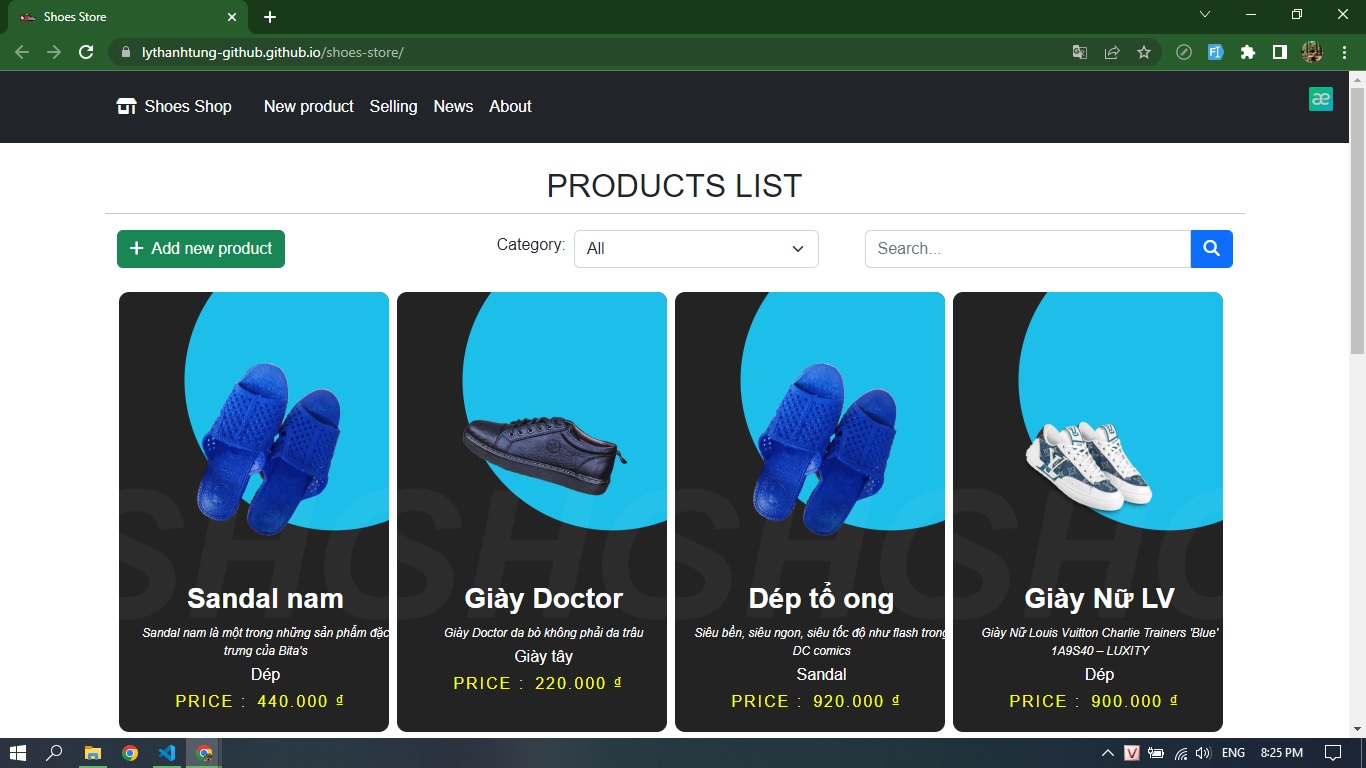 Shoes Store
lythanhtung-github.github.io/shoes-store/
Shoes Shop New product Selling News About
æ
PRODUCTS LIST
Add new product
Category: All
Search...
SHO
Sandal nam
Sandal nam là một trong những sản phẩm đặc
trưng của Bita's
Dép
PRICE : 440.000 ₫
SHO
Giày Doctor
Giày Doctor da bò không phải da trâu
Giày tây
PRICE : 220.000 ₫
SHO
Dép tổ ong
Siêu bền, siêu ngon, siêu tốc độ như flash trong
DC comics
Sandal
PRICE : 920.000 ₫
SHO
Giày Nữ LV
Giày Nữ Louis Vuitton Charlie Trainers 'Blue'
1A9S40 – LUXITY
Dép
PRICE : 900.000 ₫
V ENG 8:25 PM